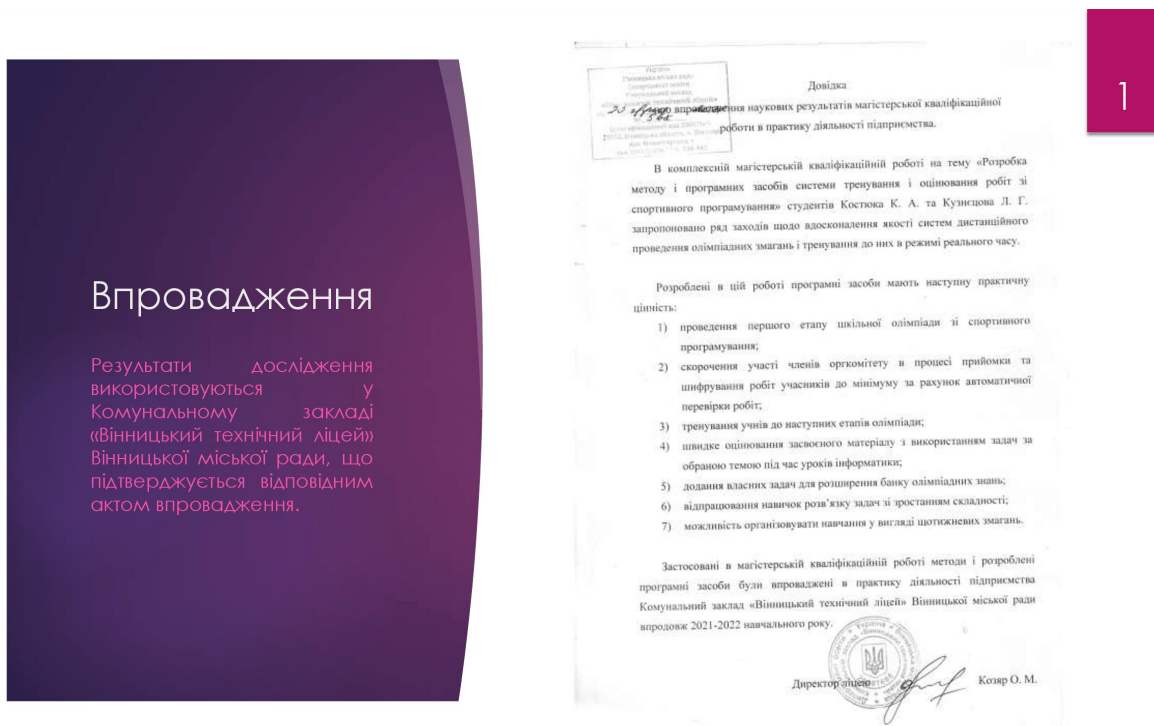 Впровадження
Результати дослідження
використовуються у
Комунальному закладі
«Вінницький технічний ліцей»
Вінницької міської ради, що
підтверджується відповідним
актом впровадження.
1
Україна
Департамент освіти
Довідка
про впровадження наукових результатів магістерської кваліфікаційної
роботи в практику діяльності підприємства.
В комплексній магістерській кваліфікаційній роботі на тему «Розробка
методу і програмних засобів системи тренування і оцінювання робіт зі
спортивного програмування» студентів Костюка К. А. та Кузнєцова Л. Г.
запропоновано ряд заходів щодо вдосконалення якості систем дистанційного
проведення олімпіадних змагань і тренування до них в режимі реального часу.
Розроблені в цій роботі програмні засоби мають наступну практичну
цінність:
1) проведення першого етапу шкільної олімпіади зі спортивного
програмування;
2) скорочення участі членів оргкомітету в процесі прийомки та
шифрування робіт учасників до мінімуму за рахунок автоматичної
перевірки робіт;
3) тренування учнів до наступних етапів олімпіади;
4) швидке оцінювання засвоєного матеріалу з використанням задач за
обраною темою під час уроків інформатики;
5) додання власних задач для розширення банку олімпіадних знань;
6) відпрацювання навичок розв’язку задач зі зростанням складності;
7) можливість організовувати навчання у вигляді щотижневих змагань.
Застосовані в магістерській кваліфікаційній роботі методи і розроблені
програмні засоби були впроваджені в практику діяльності підприємства
Комунальний заклад «Вінницький технічний ліцей» Вінницької міської ради
впродовж 2021-2022 навчального року.
Директор ліцею Козяр О. М.